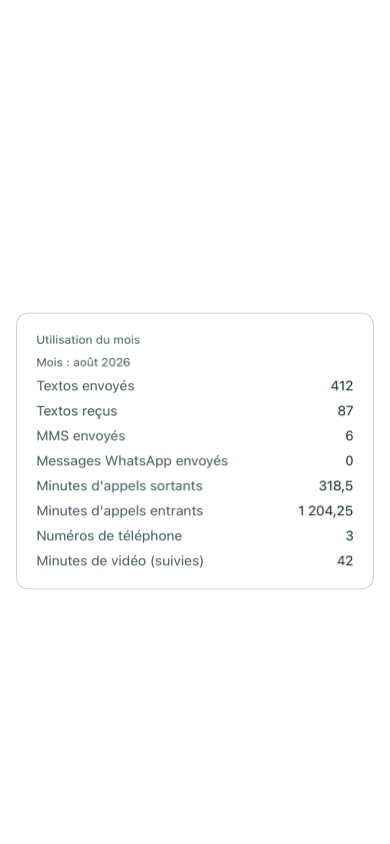 Utilisation du mois
Mois : août 2026
Textos envoyés 412
Textos reçus 87
MMS envoyés 6
Messages WhatsApp envoyés 0
Minutes d'appels sortants 318,5
Minutes d'appels entrants 1 204,25
Numéros de téléphone 3
Minutes de vidéo (suivies) 42